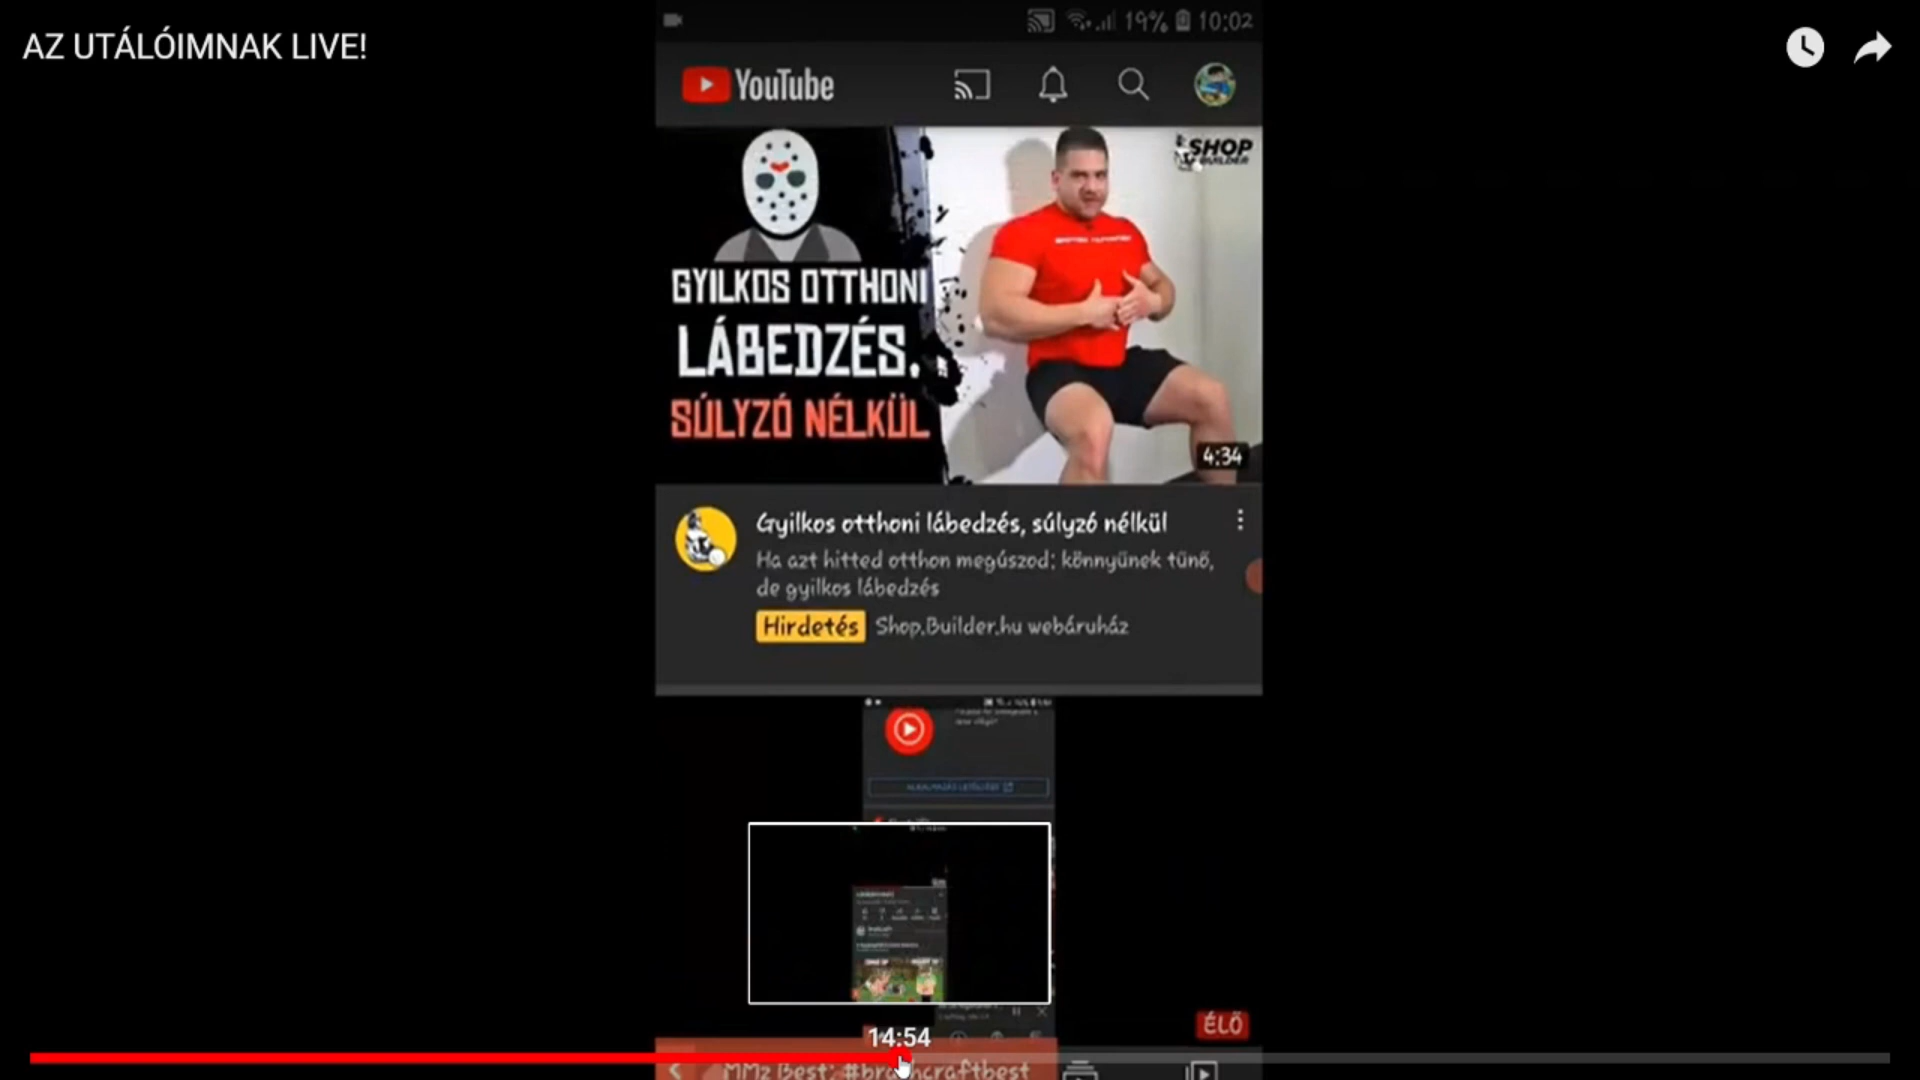 AZ UTÁLÓIMNAK LIVE!
19% 10:02
YouTube
SHOP
BUILDER
GYILKOS OTTHONI
LÁBEDZÉS.
SÚLYZÓ NÉLKÜL
4:34
Gyilkos otthoni lábedzés, súlyzó nélkül
Ha azt hitted otthon megúszod: könnyűnek tűnő,
de gyilkos lábedzés
Hirdetés Shop.Builder.hu webáruház
ÉLŐ
14:54